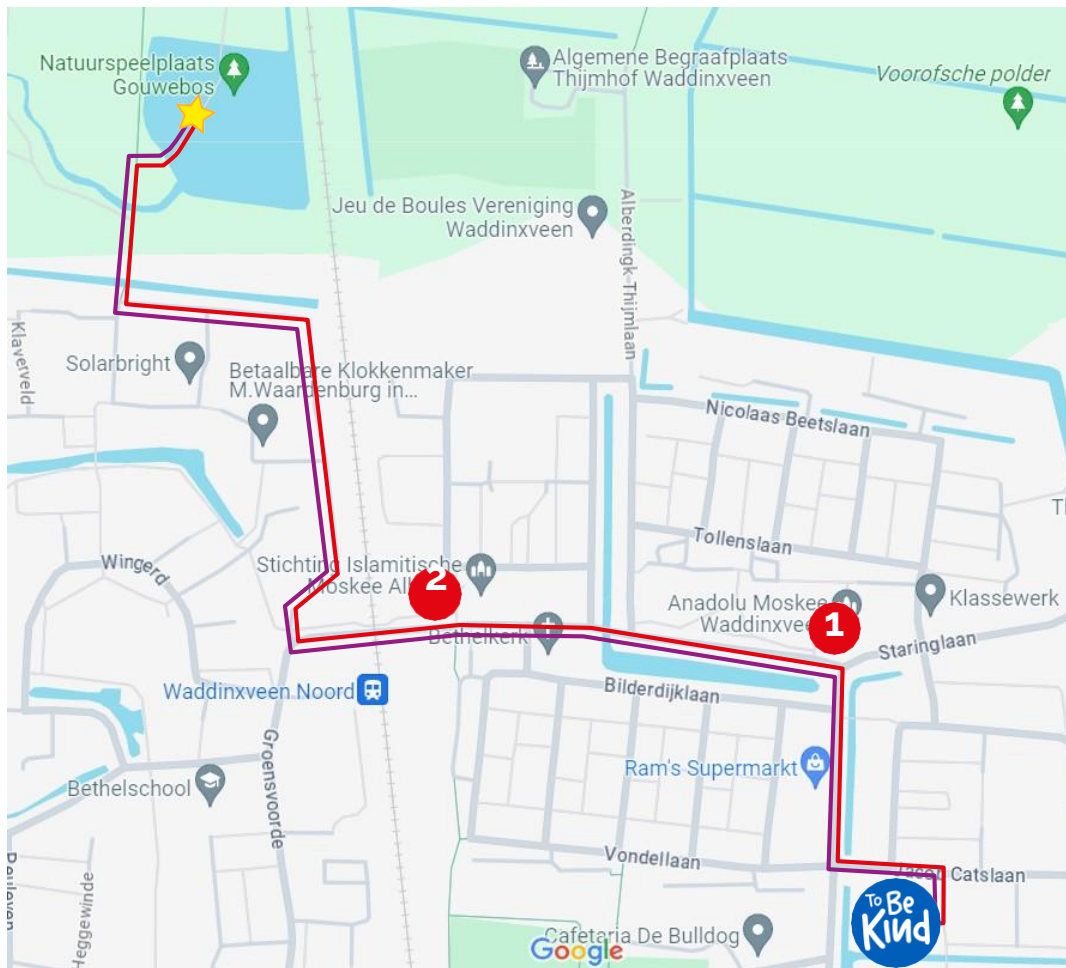 Natuurspeelplaats
Gouwebos
Algemene Begraafplaats
Thijmhof Waddinxveen
Voorofsche polder
Jeu de Boules Vereniging
Waddinxveen
Alberdingk-Thijmlaan
Klaverveld
Solarbright
Betaalbare Klokkenmaker
M.Waardenburg in...
Nicolaas Beetslaan
Tollenslaan
Wingerd
Stichting Islamitische
Moskee Al
2
Anadolu Moskee
Waddinxvee
1
Klassewerk
Bethelkerk
Staringlaan
Waddinxveen Noord
Bilderdijklaan
Groensvoorde
Bethelschool
Ram's Supermarkt
Vondellaan
Jacob Catslaan
Heggewinde
To Be
Kind
Cafetaria De Bulldog
Google